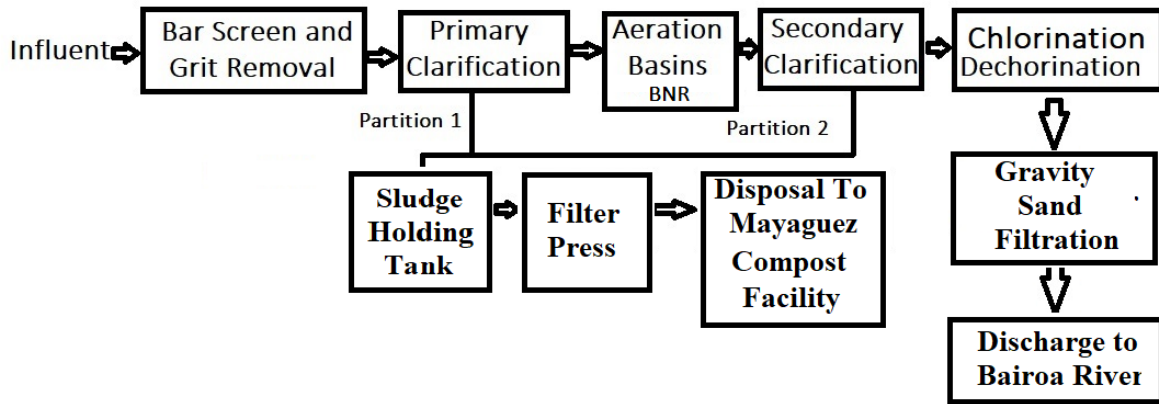 Influent
Bar Screen and
Grit Removal
Primary
Clarification
Aeration
Basins
BNR
Secondary
Clarification
Chlorination
Dechorination
Partition 1
Partition 2
Sludge
Holding
Tank
Filter
Press
Disposal To
Mayaguez
Compost
Facility
Gravity
Sand
Filtration
Discharge to
Bairoa River